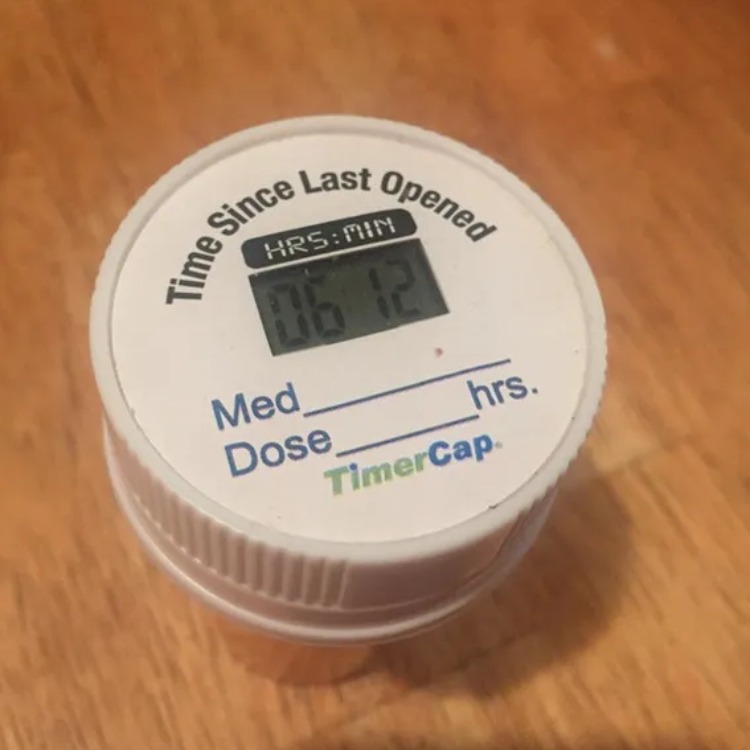 Time Since Last Opened
HRS:MIN
06 12
Med________hrs.
Dose________
TimerCap®